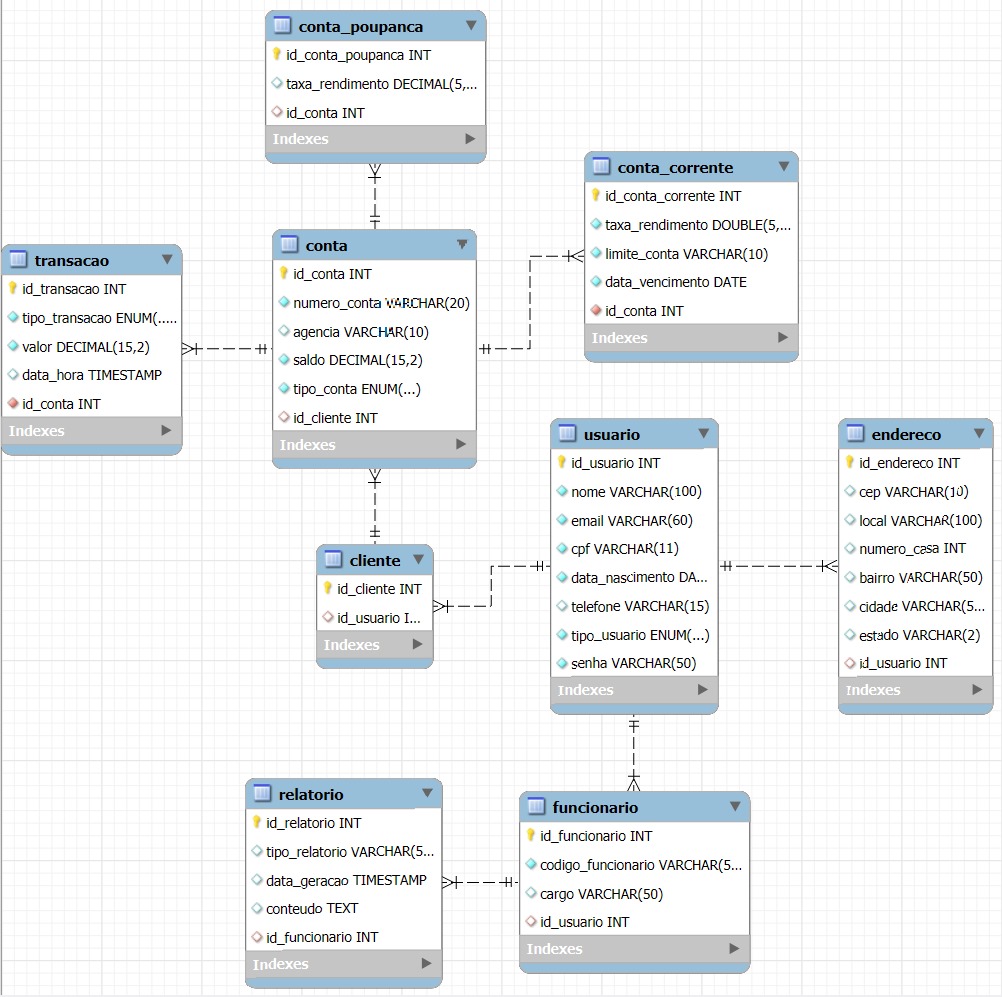 conta_poupanca
id_conta_poupanca INT
taxa_rendimento DECIMAL(5,...
id_conta INT
Indexes
conta_corrente
id_conta_corrente INT
taxa_rendimento DOUBLE(5,...
limite_conta VARCHAR(10)
data_vencimento DATE
id_conta INT
Indexes
transacao
id_transacao INT
tipo_transacao ENUM(.....
valor DECIMAL(15,2)
data_hora TIMESTAMP
id_conta INT
Indexes
conta
id_conta INT
numero_conta VARCHAR(20)
agencia VARCHAR(10)
saldo DECIMAL(15,2)
tipo_conta ENUM(...)
id_cliente INT
Indexes
cliente
id_cliente INT
id_usuario I...
Indexes
usuario
id_usuario INT
nome VARCHAR(100)
email VARCHAR(60)
cpf VARCHAR(11)
data_nascimento DA...
telefone VARCHAR(15)
tipo_usuario ENUM(...)
senha VARCHAR(50)
Indexes
endereco
id_endereco INT
cep VARCHAR(10)
local VARCHAR(100)
numero_casa INT
bairro VARCHAR(50)
cidade VARCHAR(5...
estado VARCHAR(2)
id_usuario INT
Indexes
relatorio
id_relatorio INT
tipo_relatorio VARCHAR(5...
data_geracao TIMESTAMP
conteudo TEXT
id_funcionario INT
Indexes
funcionario
id_funcionario INT
codigo_funcionario VARCHAR(5...
cargo VARCHAR(50)
id_usuario INT
Indexes